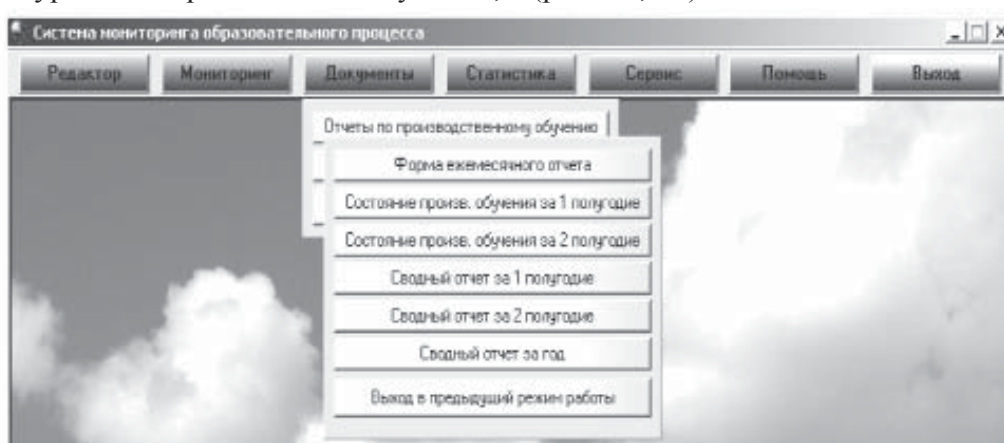 Система мониторинга образовательного процесса
Редактор Мониторинг Документы Статистика Сервис Помощь Выход
Отчеты по производственному обучению
Форма ежемесячного отчета
Состояние произв. обучения за 1 полугодие
Состояние произв. обучения за 2 полугодие
Сводный отчет за 1 полугодие
Сводный отчет за 2 полугодие
Сводный отчет за год
Выход в предыдущий режим работы